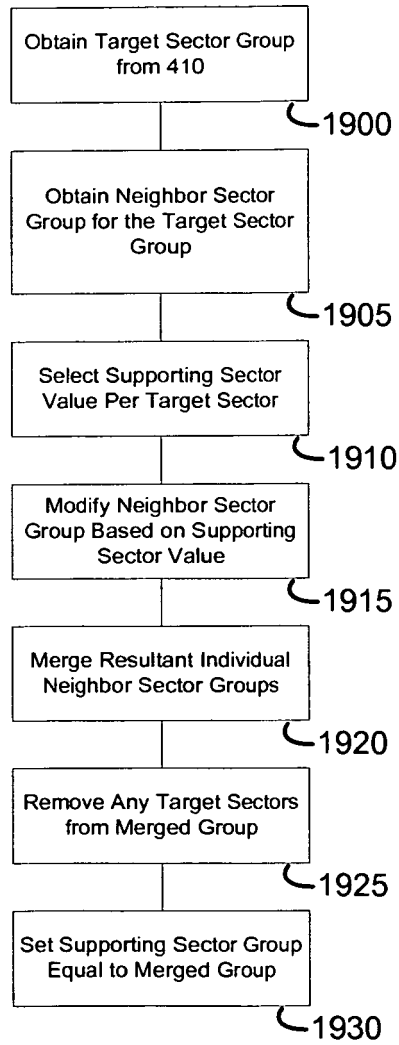 Obtain Target Sector Group
from 410
1900
Obtain Neighbor Sector
Group for the Target Sector
Group
1905
Select Supporting Sector
Value Per Target Sector
1910
Modify Neighbor Sector
Group Based on Supporting
Sector Value
1915
Merge Resultant Individual
Neighbor Sector Groups
1920
Remove Any Target Sectors
from Merged Group
1925
Set Supporting Sector Group
Equal to Merged Group
1930